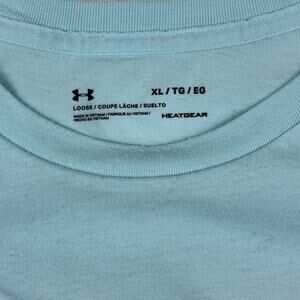 XL / TG / EG
LOOSE / COUPE LÂCHE / SUELTO
MADE IN VIETNAM / FABRIQUÉ AU VIETNAM /
HECHO EN VIETNAM
HEATGEAR